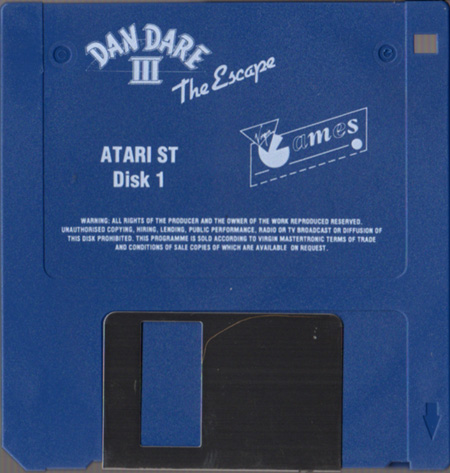 DAN DARE
III
The Escape
Games
ATARI ST
Disk 1
WARNING: ALL RIGHTS OF THE PRODUCER AND THE OWNER OF THE WORK REPRODUCED RESERVED.
UNAUTHORISED COPYING, HIRING, LENDING, PUBLIC PERFORMANCE, RADIO OR TV BROADCAST OR DIFFUSION OF
THIS DISK PROHIBITED. THIS PROGRAMME IS SOLD ACCORDING TO VIRGIN MASTERTRONIC TERMS OF TRADE
AND CONDITIONS OF SALE COPIES OF WHICH ARE AVAILABLE ON REQUEST.